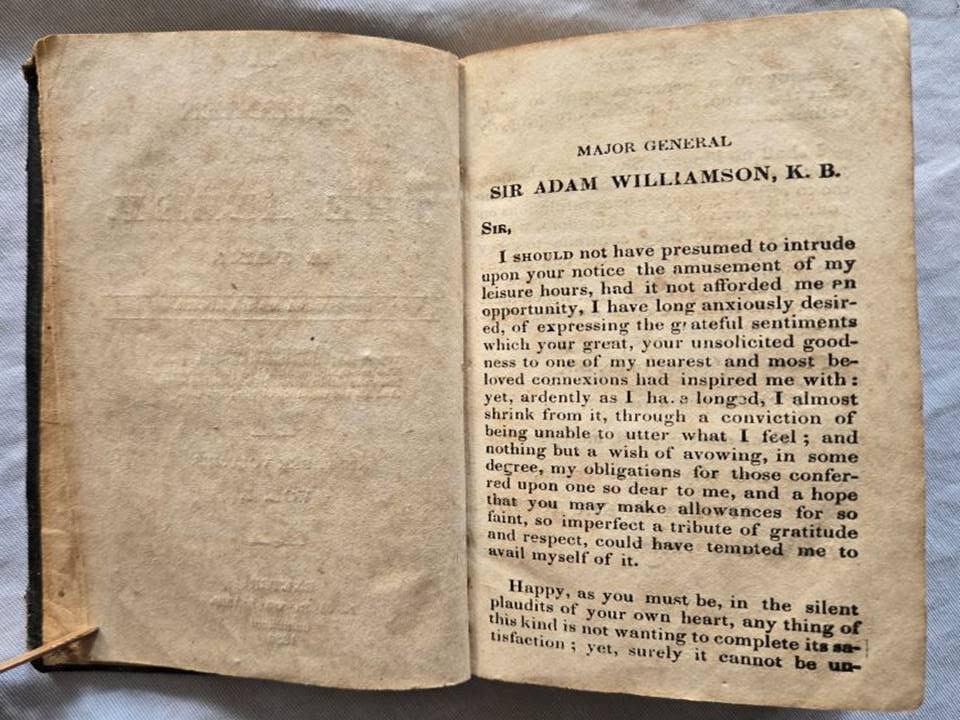 MAJOR GENERAL
SIR ADAM WILLIAMSON, K. B.
SIR,
I SHOULD not have presumed to intrude
upon your notice the amusement of my
leisure hours, had it not afforded me an
opportunity, I have long anxiously desir-
ed, of expressing the grateful sentiments
which your great, your unsolicited good-
ness to one of my nearest and most be-
loved connexions had inspired me with:
yet, ardently as I ha.e longed, I almost
shrink from it, through a conviction of
being unable to utter what I feel; and
nothing but a wish of avowing, in some
degree, my obligations for those confer-
red upon one so dear to me, and a hope
that you may make allowances for so
faint, so imperfect a tribute of gratitude
and respect, could have tempted me to
avail myself of it.
Happy, as you must be, in the silent
plaudits of your own heart, any thing of
this kind is not wanting to complete its sa-
tisfaction; yet, surely it cannot be un-